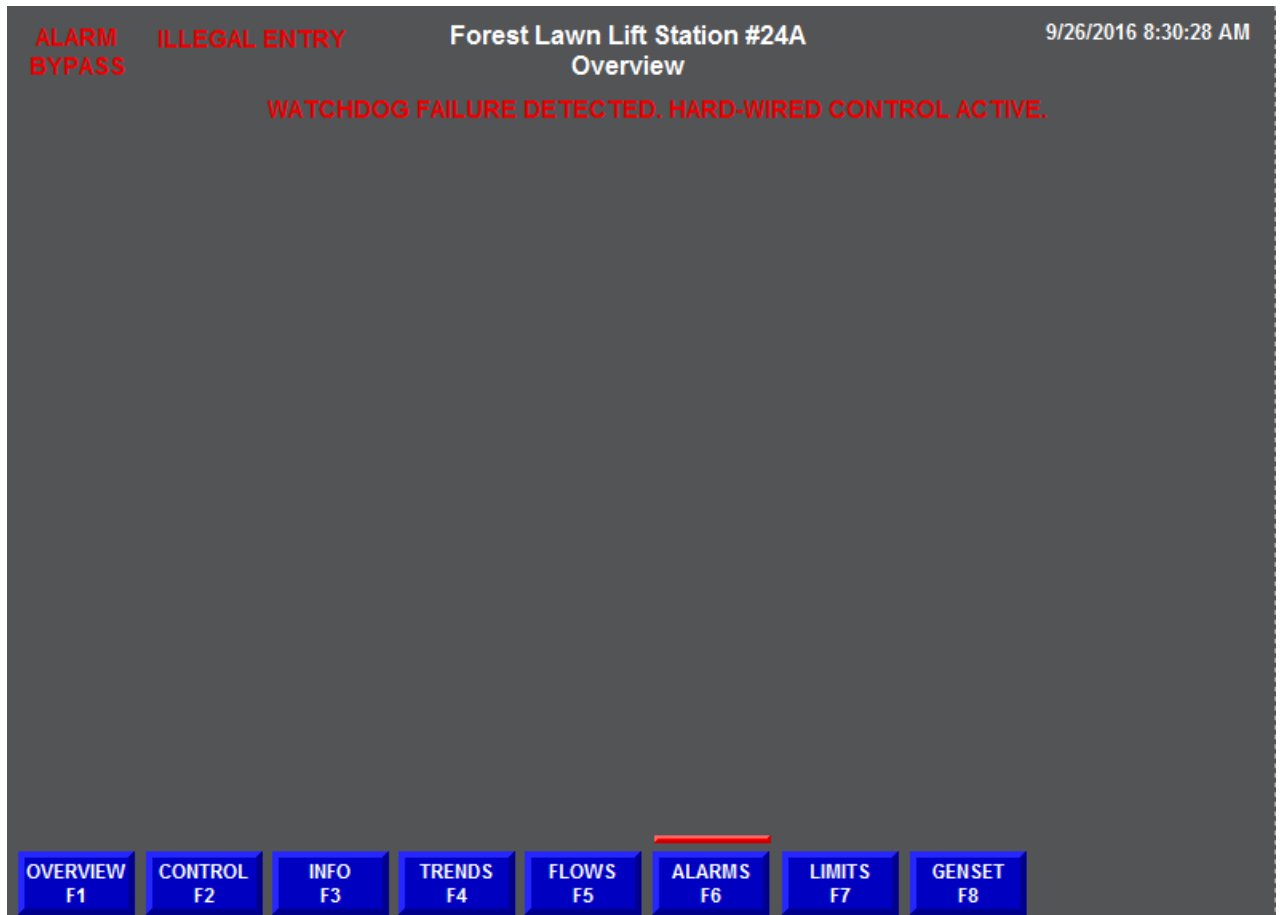 ALARM
BYPASS
ILLEGAL ENTRY
Forest Lawn Lift Station #24A
Overview
9/26/2016 8:30:28 AM
WATCHDOG FAILURE DETECTED. HARD-WIRED CONTROL ACTIVE.
OVERVIEW
F1
CONTROL
F2
INFO
F3
TRENDS
F4
FLOWS
F5
ALARMS
F6
LIMITS
F7
GENSET
F8